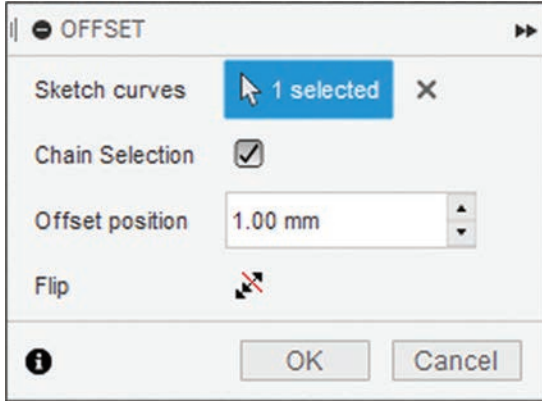 OFFSET
Sketch curves 1 selected
Chain Selection
Offset position 1.00 mm
Flip
OK Cancel